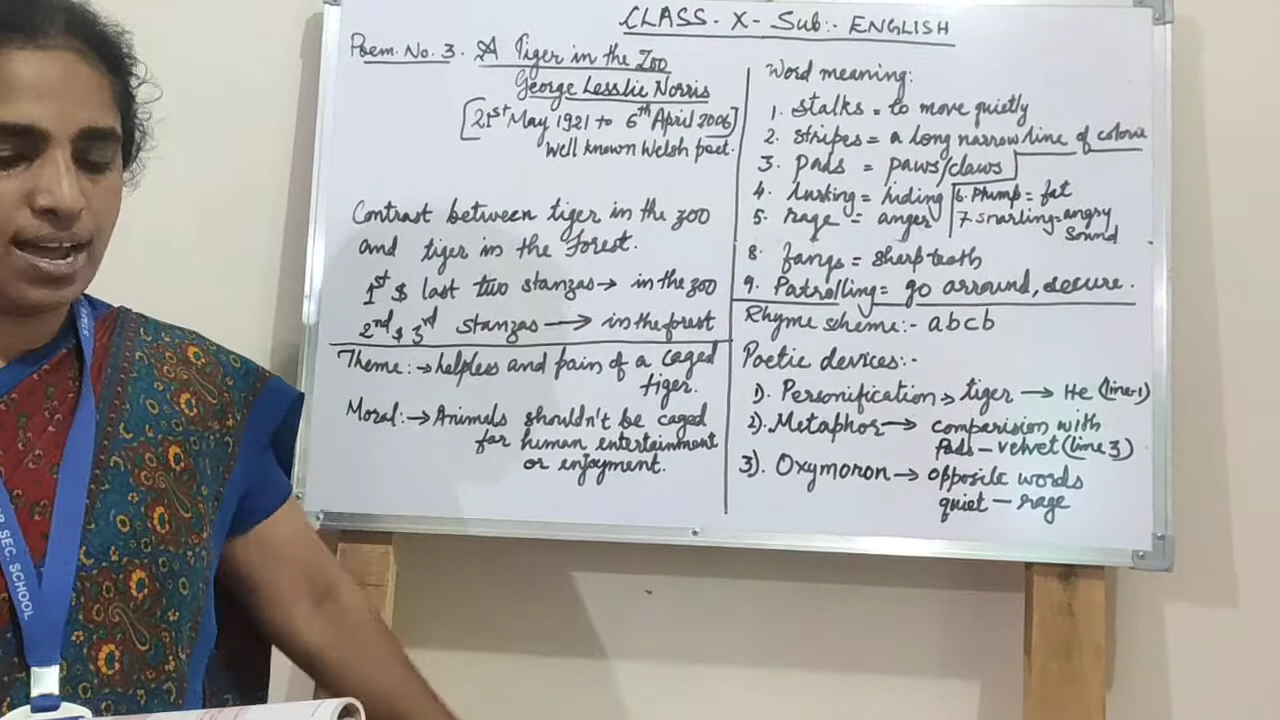 CLASS - X - Sub:- ENGLISH
Poem. No. 3. A Tiger in the Zoo
George Lesslie Norris
[21st May 1921 to 6th April 2006]
Well known Welsh poet.
Contrast between tiger in the zoo
and tiger in the Forest.
1st & last two stanzas → in the zoo
2nd & 3rd stanzas → in the forest
Theme:→ helpless and pain of a caged
tiger.
Moral:→ Animals shouldn't be caged
for human entertainment
or enjoyment.
Word meaning:
1. Stalks = to move quietly
2. Stripes = a long narrow line of colour
3. Pads = paws/claws
4. Lurking = hiding
5. rage = anger
6. Plump = fat
7. Snarling = angry
Sound
8. fangs = sharp teeth
9. Patrolling = go arround, secure.
Rhyme scheme:- abcb
Poetic devices:-
1). Personification → tiger → He (line-1)
2). Metaphor → comparision with
Pads - velvet (line 3)
3). Oxymoron → opposite words
quiet - rage
SEC. SCHOOL